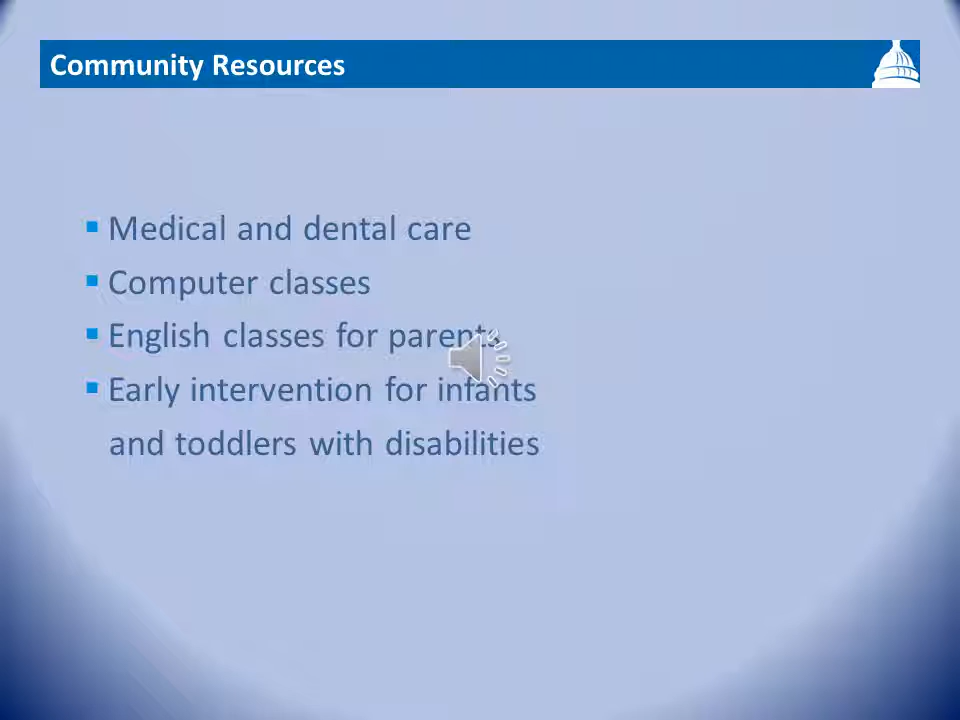 Community Resources
▪ Medical and dental care
▪ Computer classes
▪ English classes for parents
▪ Early intervention for infants
and toddlers with disabilities